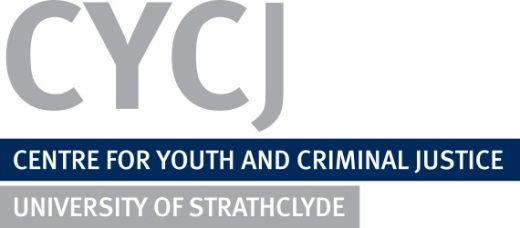 CYCJ
CENTRE FOR YOUTH AND CRIMINAL JUSTICE
UNIVERSITY OF STRATHCLYDE